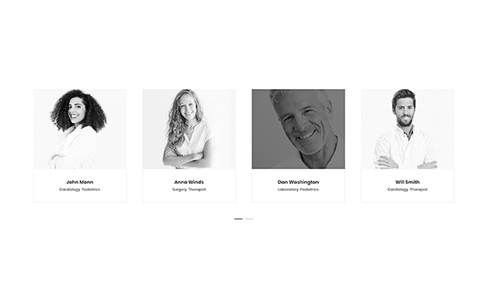 John Mann
Cardiology Pediatrics
Anna Winds
Surgery Therapist
Dan Washington
Laboratory Pediatrics
Will Smith
Cardiology Therapist